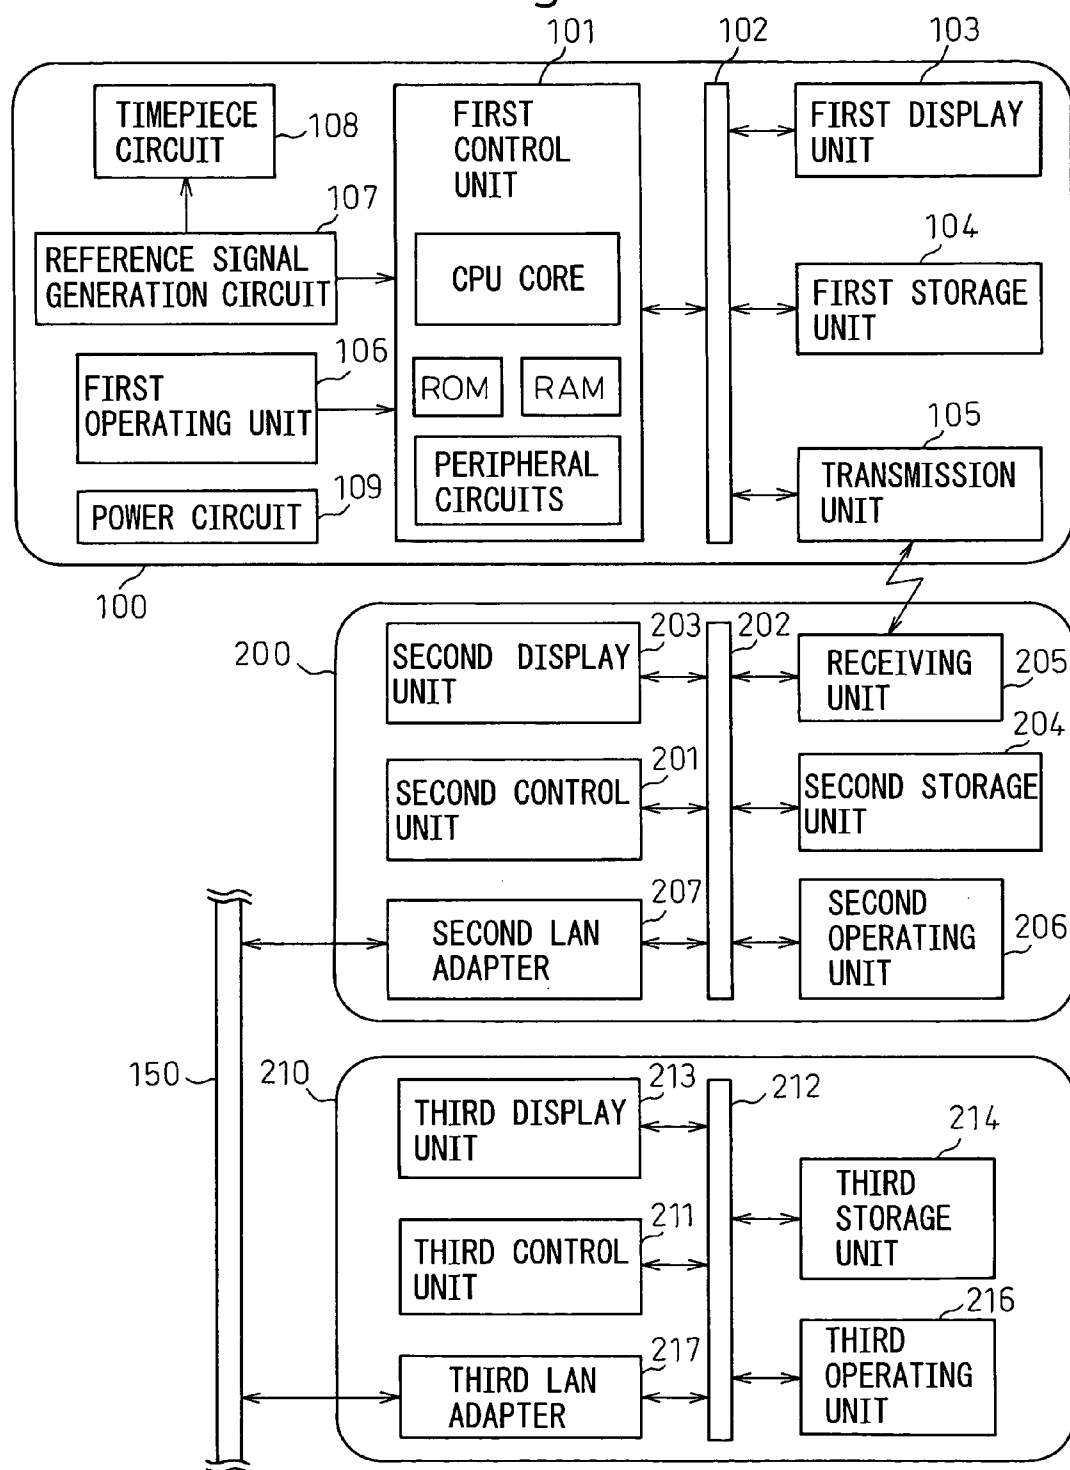 101
102
103
TIMEPIECE
CIRCUIT
108
FIRST
CONTROL
UNIT
FIRST DISPLAY
UNIT
107
REFERENCE SIGNAL
GENERATION CIRCUIT
CPU CORE
104
FIRST STORAGE
UNIT
106
FIRST
OPERATING UNIT
ROM
RAM
105
PERIPHERAL
CIRCUITS
TRANSMISSION
UNIT
109
POWER CIRCUIT
100
200
203
202
SECOND DISPLAY
UNIT
RECEIVING
UNIT
205
201
204
SECOND CONTROL
UNIT
SECOND STORAGE
UNIT
207
SECOND LAN
ADAPTER
SECOND
OPERATING
UNIT
206
150
210
213
212
THIRD DISPLAY
UNIT
214
THIRD
STORAGE
UNIT
211
THIRD CONTROL
UNIT
216
THIRD
OPERATING
UNIT
217
THIRD LAN
ADAPTER